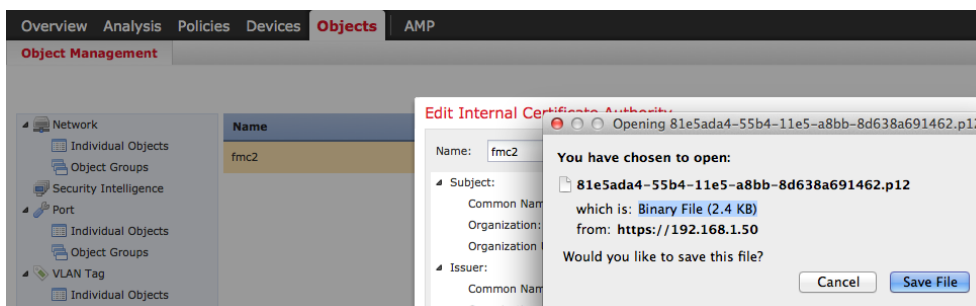 Overview Analysis Policies Devices Objects AMP
Object Management
Network
Individual Objects
Object Groups
Security Intelligence
Port
Individual Objects
Object Groups
VLAN Tag
Individual Objects
Name
fmc2
Edit Internal Certificate Authority
Name: fmc2
Subject:
Common Nam
Organization:
Organization
Issuer:
Common Nam
Opening 81e5ada4-55b4-11e5-a8bb-8d638a691462.p12
You have chosen to open:
81e5ada4-55b4-11e5-a8bb-8d638a691462.p12
which is: Binary File (2.4 KB)
from: https://192.168.1.50
Would you like to save this file?
Cancel Save File